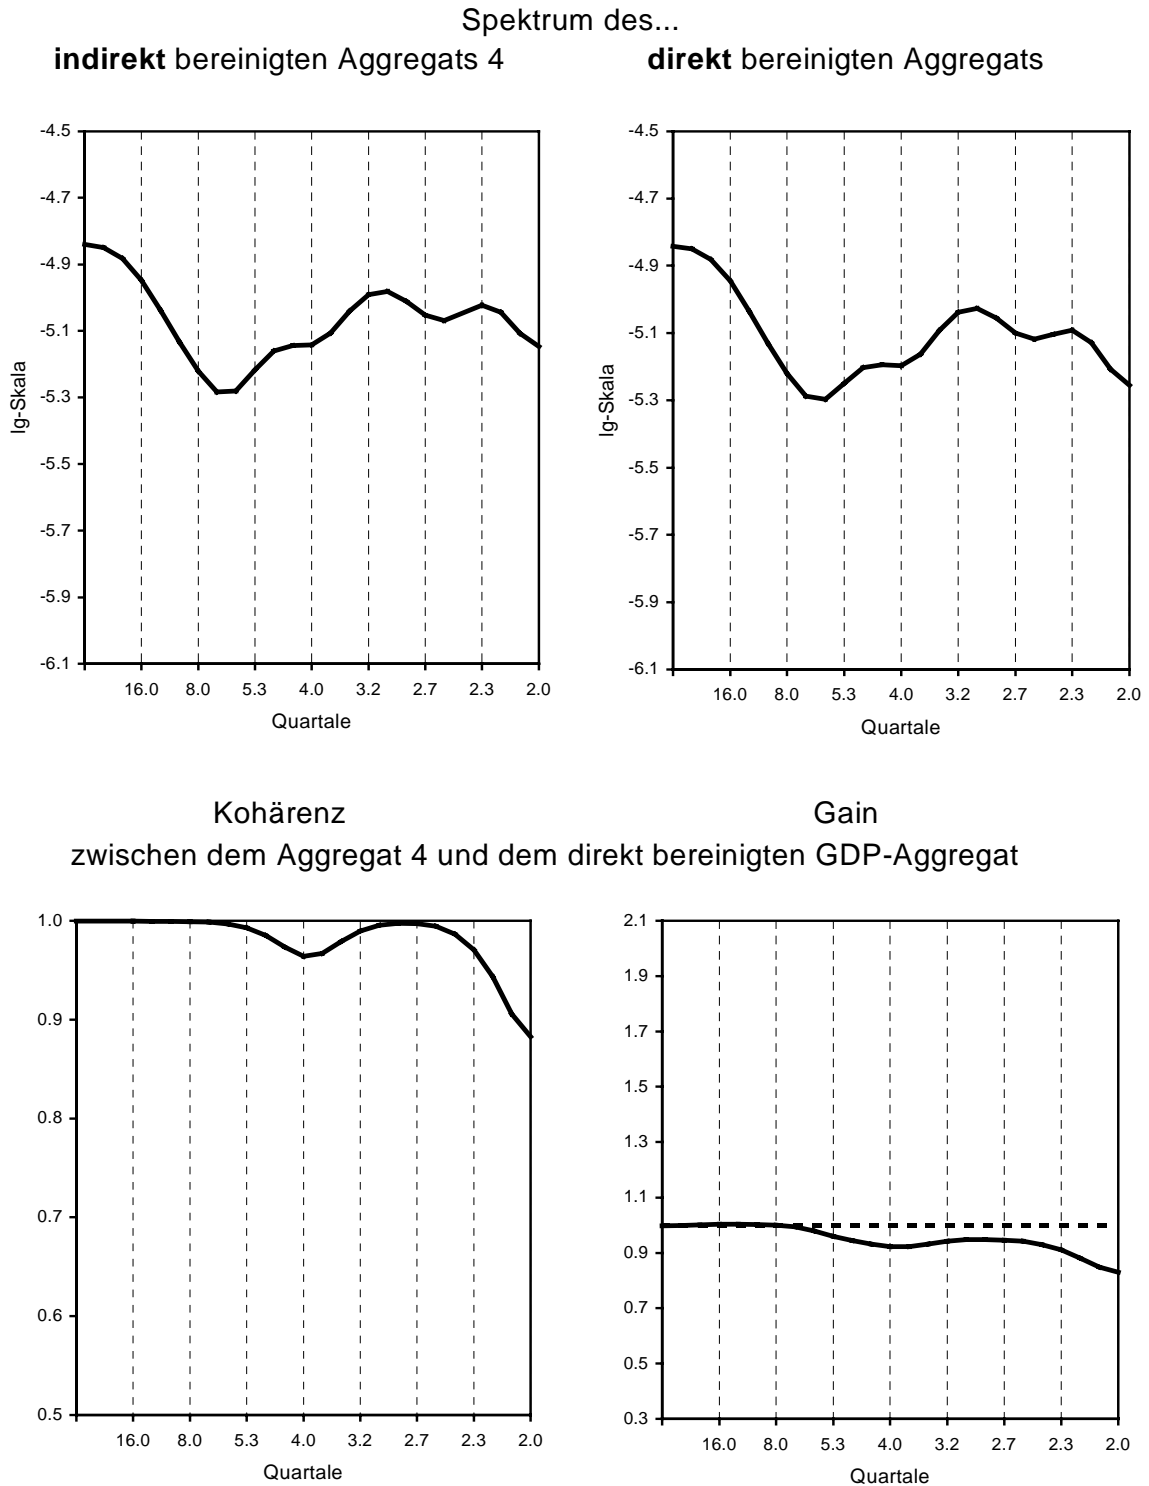 Spektrum des...
indirekt bereinigten Aggregats 4
direkt bereinigten Aggregats
-4.5
-4.7
-4.9
-5.1
-5.3
-5.5
-5.7
-5.9
-6.1
lg-Skala
16.0 8.0 5.3 4.0 3.2 2.7 2.3 2.0
Quartale
-4.5
-4.7
-4.9
-5.1
-5.3
-5.5
-5.7
-5.9
-6.1
lg-Skala
16.0 8.0 5.3 4.0 3.2 2.7 2.3 2.0
Quartale
Kohärenz
Gain
zwischen dem Aggregat 4 und dem direkt bereinigten GDP-Aggregat
1.0
0.9
0.8
0.7
0.6
0.5
16.0 8.0 5.3 4.0 3.2 2.7 2.3 2.0
Quartale
2.1
1.9
1.7
1.5
1.3
1.1
0.9
0.7
0.5
0.3
16.0 8.0 5.3 4.0 3.2 2.7 2.3 2.0
Quartale